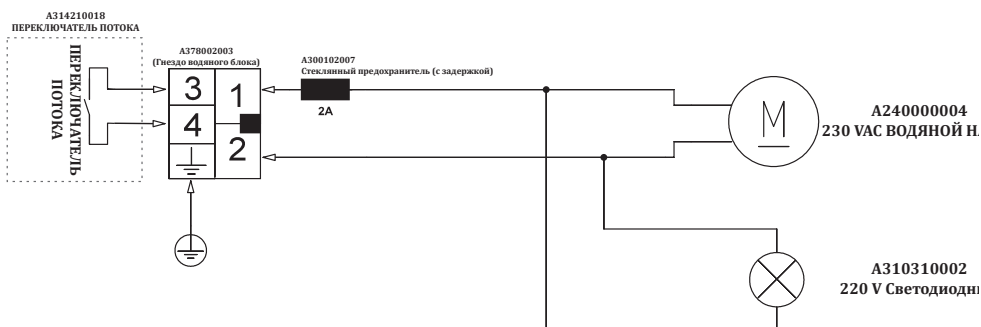 A314210018
ПЕРЕКЛЮЧАТЕЛЬ ПОТОКА
ПЕРЕКЛЮЧАТЕЛЬ
ПОТОКА
A378002003
(Гнездо водяного блока)
3
4
1
2
A300102007
Стеклянный предохранитель (с задержкой)
2A
M
A240000004
230 VAC ВОДЯНОЙ
A310310002
220 V